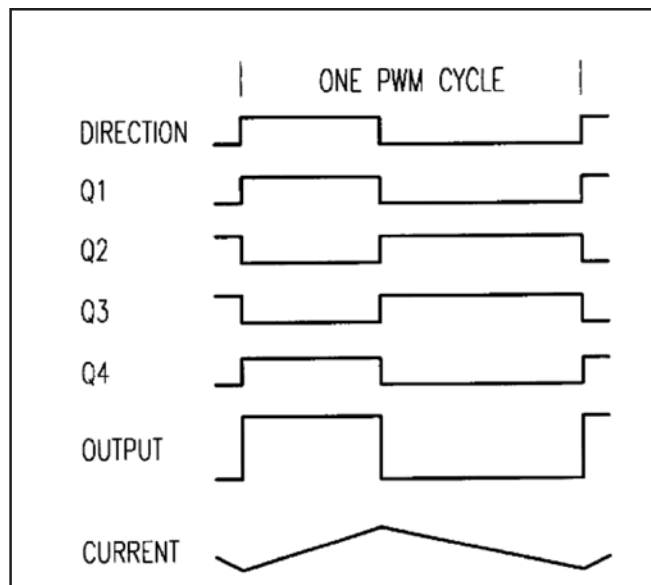 ONE PWM CYCLE
DIRECTION
Q1
Q2
Q3
Q4
OUTPUT
CURRENT